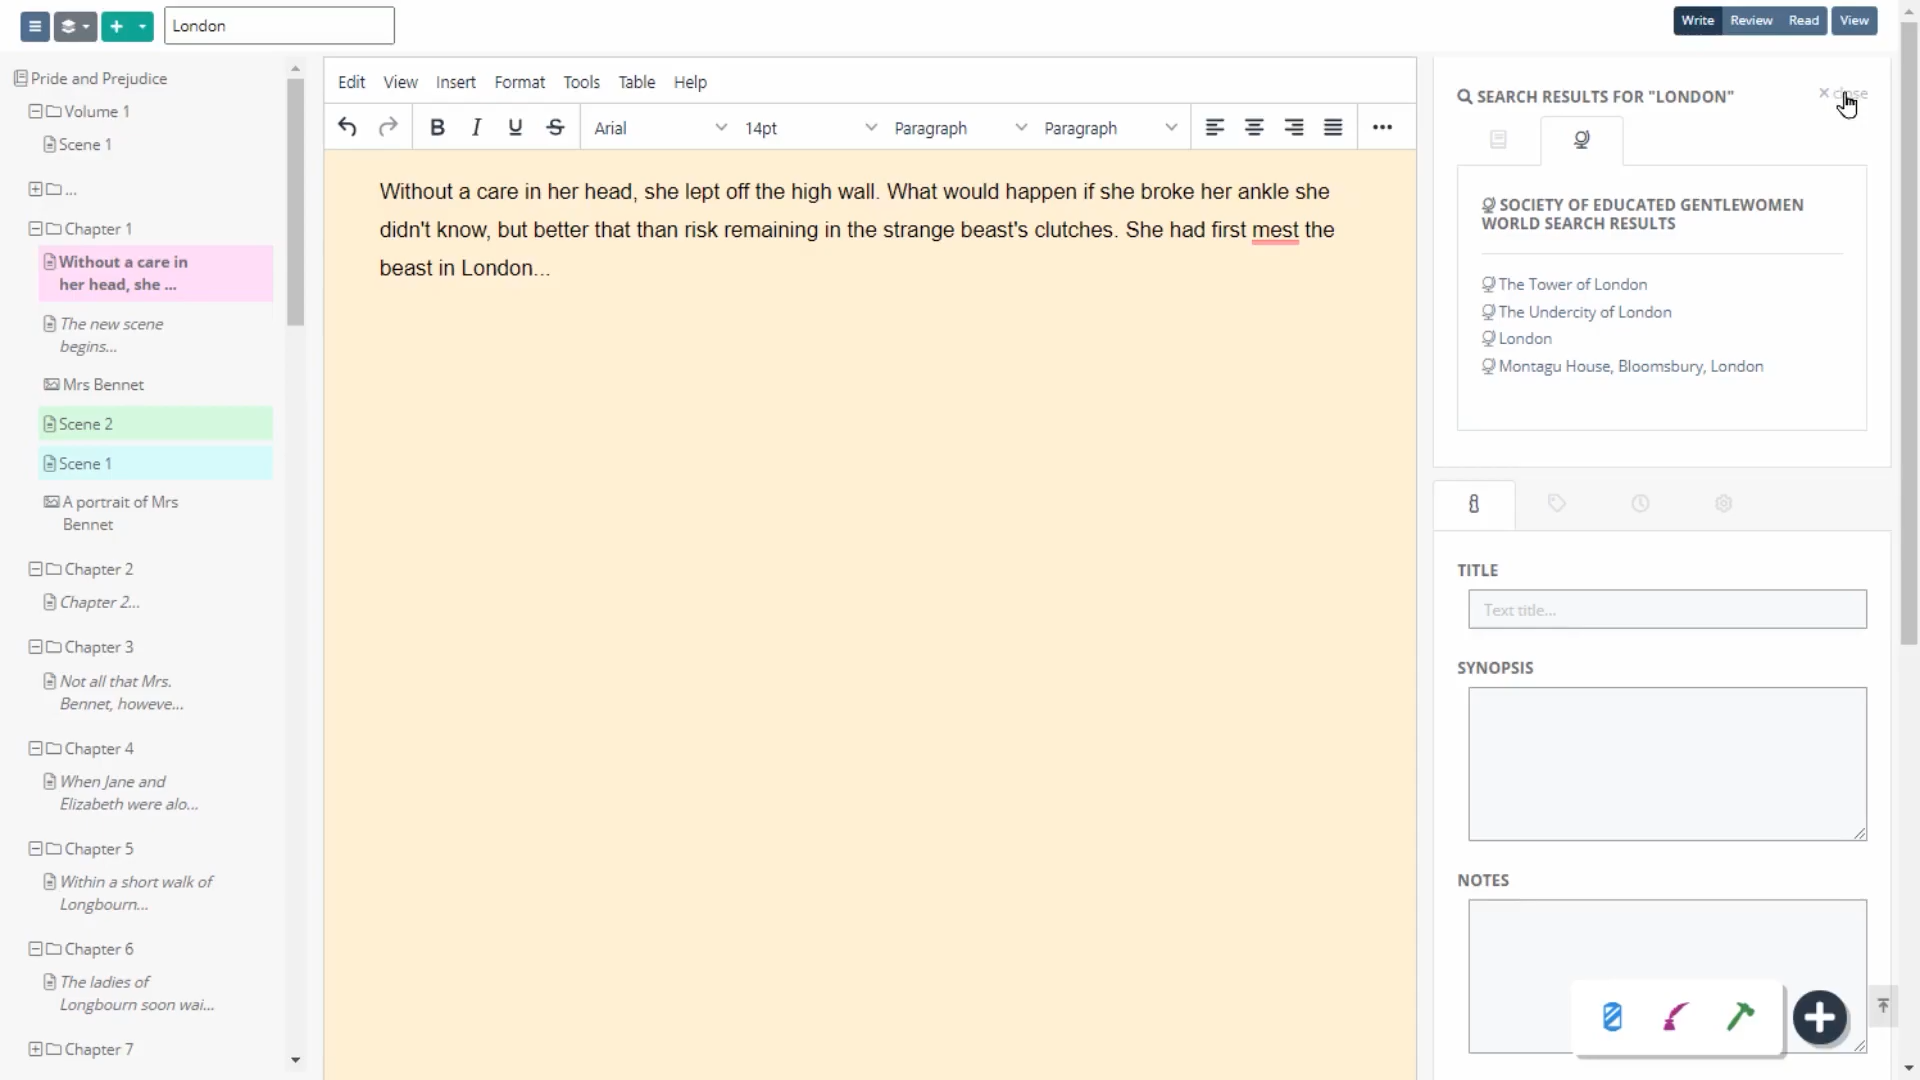 London
Write Review Read View
Pride and Prejudice
Volume 1
Scene 1
...
Chapter 1
Without a care in
her head, she ...
The new scene
begins...
Mrs Bennet
Scene 2
Scene 1
A portrait of Mrs
Bennet
Chapter 2
Chapter 2...
Chapter 3
Not all that Mrs.
Bennet, howeve...
Chapter 4
When Jane and
Elizabeth were alo...
Chapter 5
Within a short walk of
Longbourn...
Chapter 6
The ladies of
Longbourn soon wai...
Chapter 7
Edit View Insert Format Tools Table Help
B I U S Arial 14pt Paragraph Paragraph
Without a care in her head, she lept off the high wall. What would happen if she broke her ankle she
didn't know, but better that than risk remaining in the strange beast's clutches. She had first mest the
beast in London...
SEARCH RESULTS FOR "LONDON"
× close
SOCIETY OF EDUCATED GENTLEWOMEN
WORLD SEARCH RESULTS
The Tower of London
The Undercity of London
London
Montagu House, Bloomsbury, London
TITLE
Text title...
SYNOPSIS
NOTES